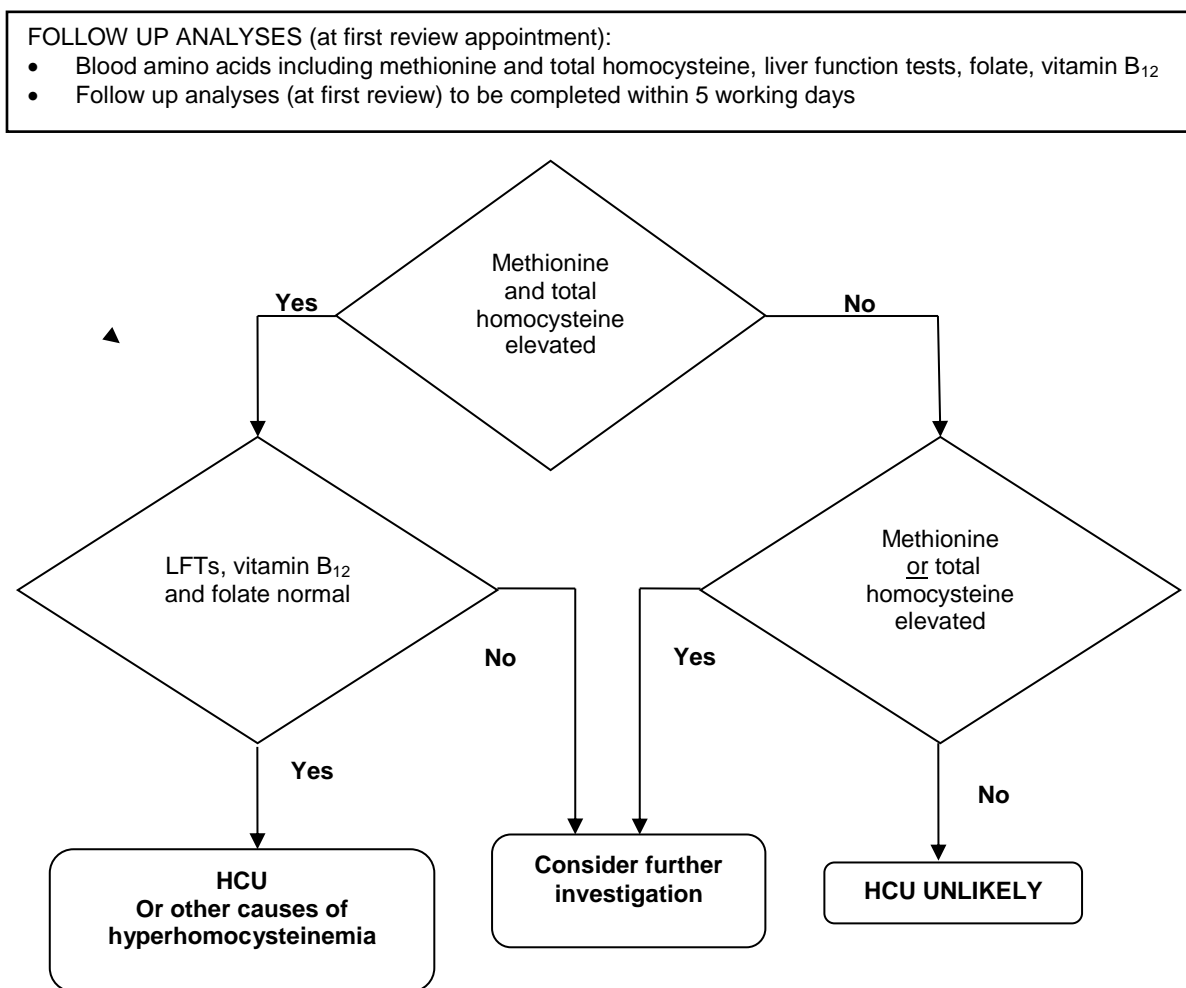 FOLLOW UP ANALYSES (at first review appointment):
• Blood amino acids including methionine and total homocysteine, liver function tests, folate, vitamin B₁₂
• Follow up analyses (at first review) to be completed within 5 working days
Methionine
and total
homocysteine
elevated
Yes
No
LFTs, vitamin B₁₂
and folate normal
Methionine
or total
homocysteine
elevated
No
Yes
Yes
No
HCU
Or other causes of
hyperhomocysteinemia
Consider further
investigation
HCU UNLIKELY